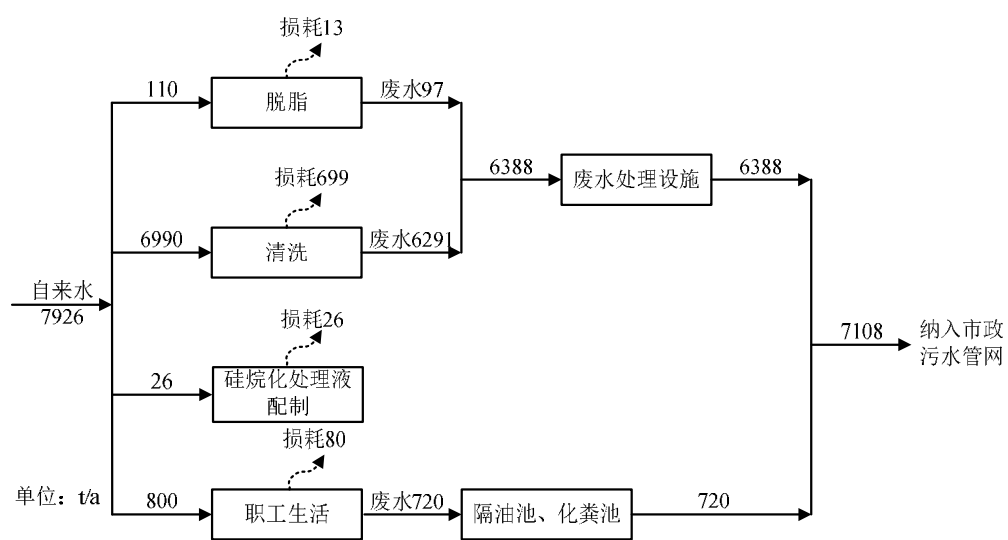 损耗13
110
脱脂
废水97
6388
废水处理设施
6388
损耗699
6990
清洗
废水6291
自来水
7926
损耗26
26
硅烷化处理液
配制
7108
纳入市政
污水管网
损耗80
单位：t/a
800
职工生活
废水720
隔油池、化粪池
720